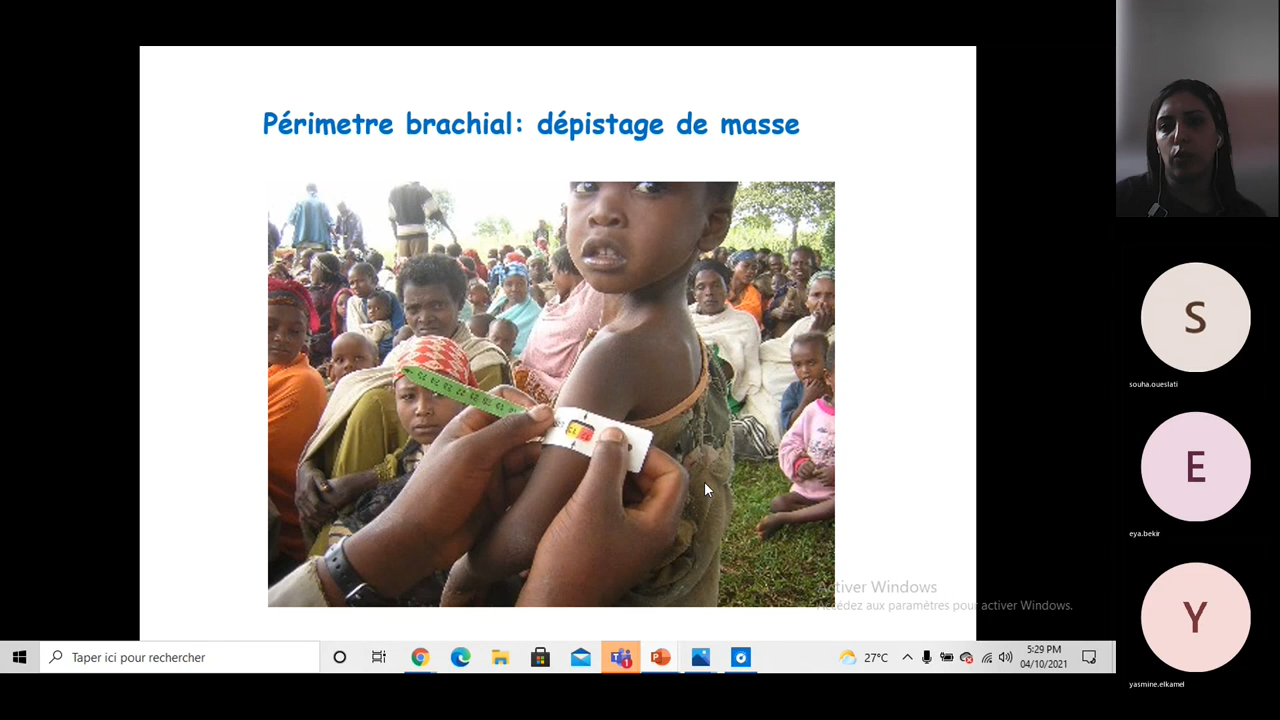 Périmetre brachial: dépistage de masse
Activer Windows
Accédez aux paramètres pour activer Windows.
Taper ici pour rechercher
27°C
5:29 PM
04/10/2021
S
souha.oueslati
E
eya.bekir
Y
yasmine.elkamel